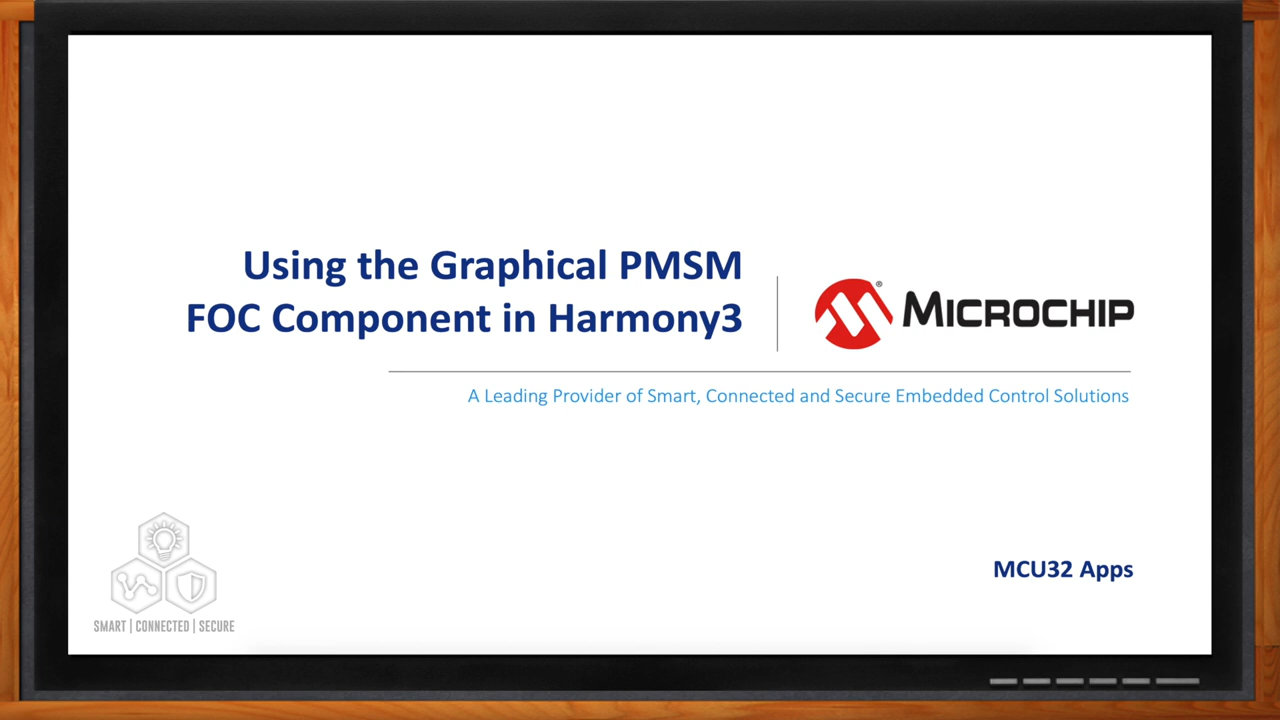 Using the Graphical PMSM
FOC Component in Harmony3
MICROCHIP
A Leading Provider of Smart, Connected and Secure Embedded Control Solutions
MCU32 Apps
SMART | CONNECTED | SECURE